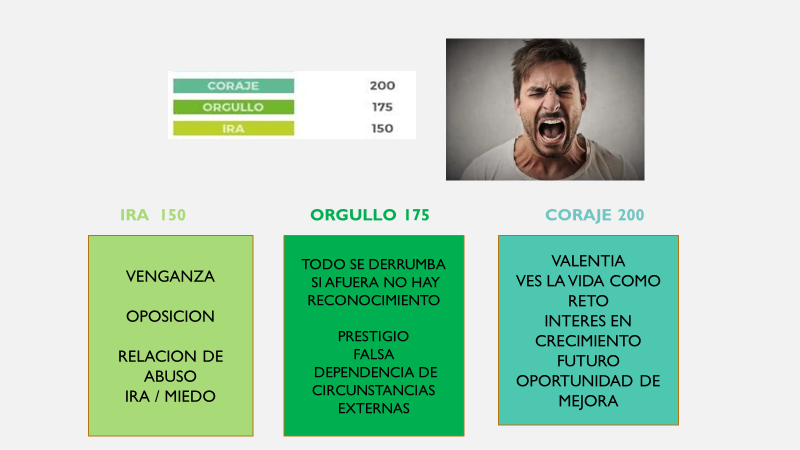 CORAJE 200
ORGULLO 175
IRA 150
IRA 150
VENGANZA
OPOSICION
RELACION DE
ABUSO
IRA / MIEDO
ORGULLO 175
TODO SE DERRUMBA
SI AFUERA NO HAY
RECONOCIMIENTO
PRESTIGIO
FALSA
DEPENDENCIA DE
CIRCUNSTANCIAS
EXTERNAS
CORAJE 200
VALENTIA
VES LA VIDA COMO
RETO
INTERES EN
CRECIMIENTO
FUTURO
OPORTUNIDAD DE
MEJORA